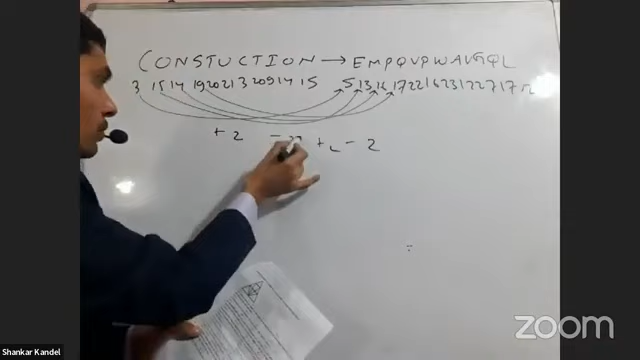 CONSTUCTION → EMPQVPWAVGQL
3 15 14 19 20 21 3 20 9 14 15 5 13 16 17 22 16 23 1 22 7 17 12
+2 - +2 - 2
zoom
Shankar Kandel